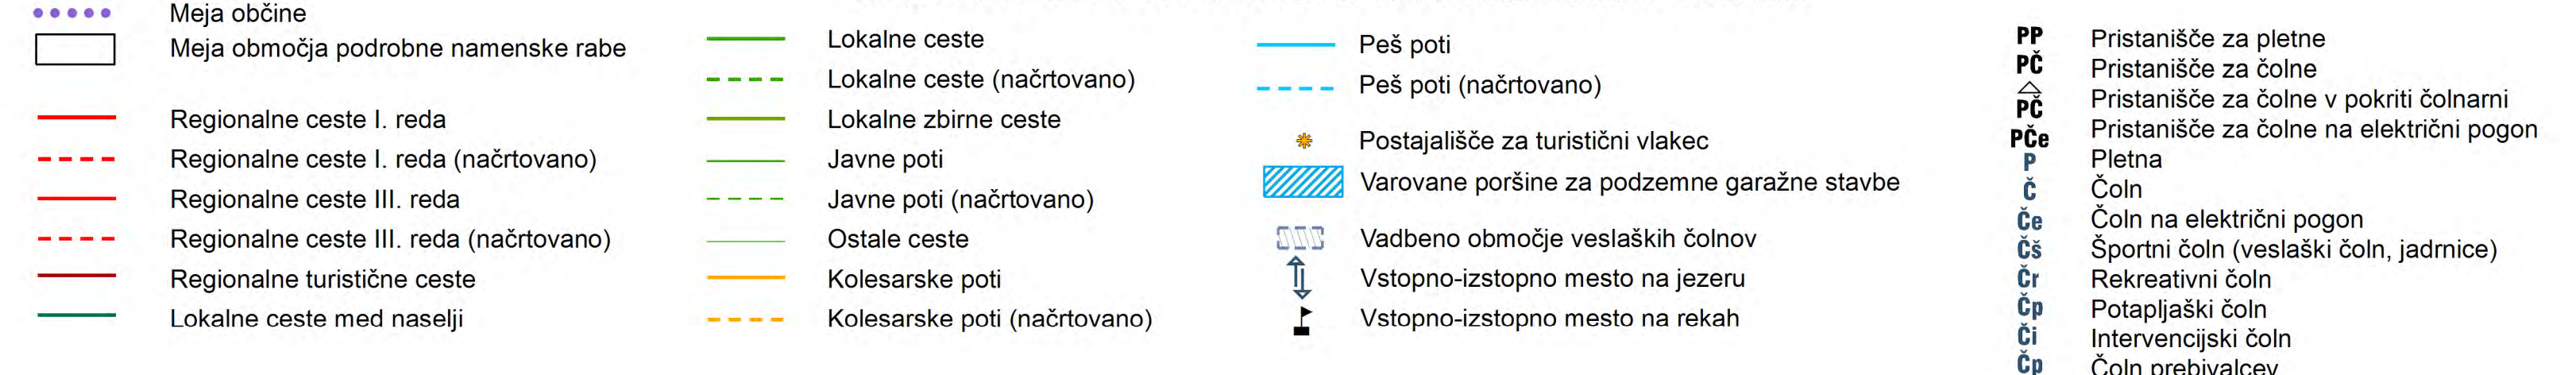 Meja občine
Meja območja podrobne namenske rabe
Regionalne ceste I. reda
Regionalne ceste I. reda (načrtovano)
Regionalne ceste III. reda
Regionalne ceste III. reda (načrtovano)
Regionalne turistične ceste
Lokalne ceste med naselji
Lokalne ceste
Lokalne ceste (načrtovano)
Lokalne zbirne ceste
Javne poti
Javne poti (načrtovano)
Ostale ceste
Kolesarske poti
Kolesarske poti (načrtovano)
Peš poti
Peš poti (načrtovano)
Postajališče za turistični vlakec
Varovane poršine za podzemne garažne stavbe
Vadbeno območje veslaških čolnov
Vstopno-izstopno mesto na jezeru
Vstopno-izstopno mesto na rekah
PP Pristanišče za pletne
PČ Pristanišče za čolne
PČ Pristanišče za čolne v pokriti čolnarni
PČe Pristanišče za čolne na električni pogon
P Pletna
Č Čoln
Če Čoln na električni pogon
Čš Športni čoln (veslaški čoln, jadrnice)
Čr Rekreativni čoln
Čp Potapljaški čoln
Či Intervencijski čoln
Čp Čoln prebivalcev